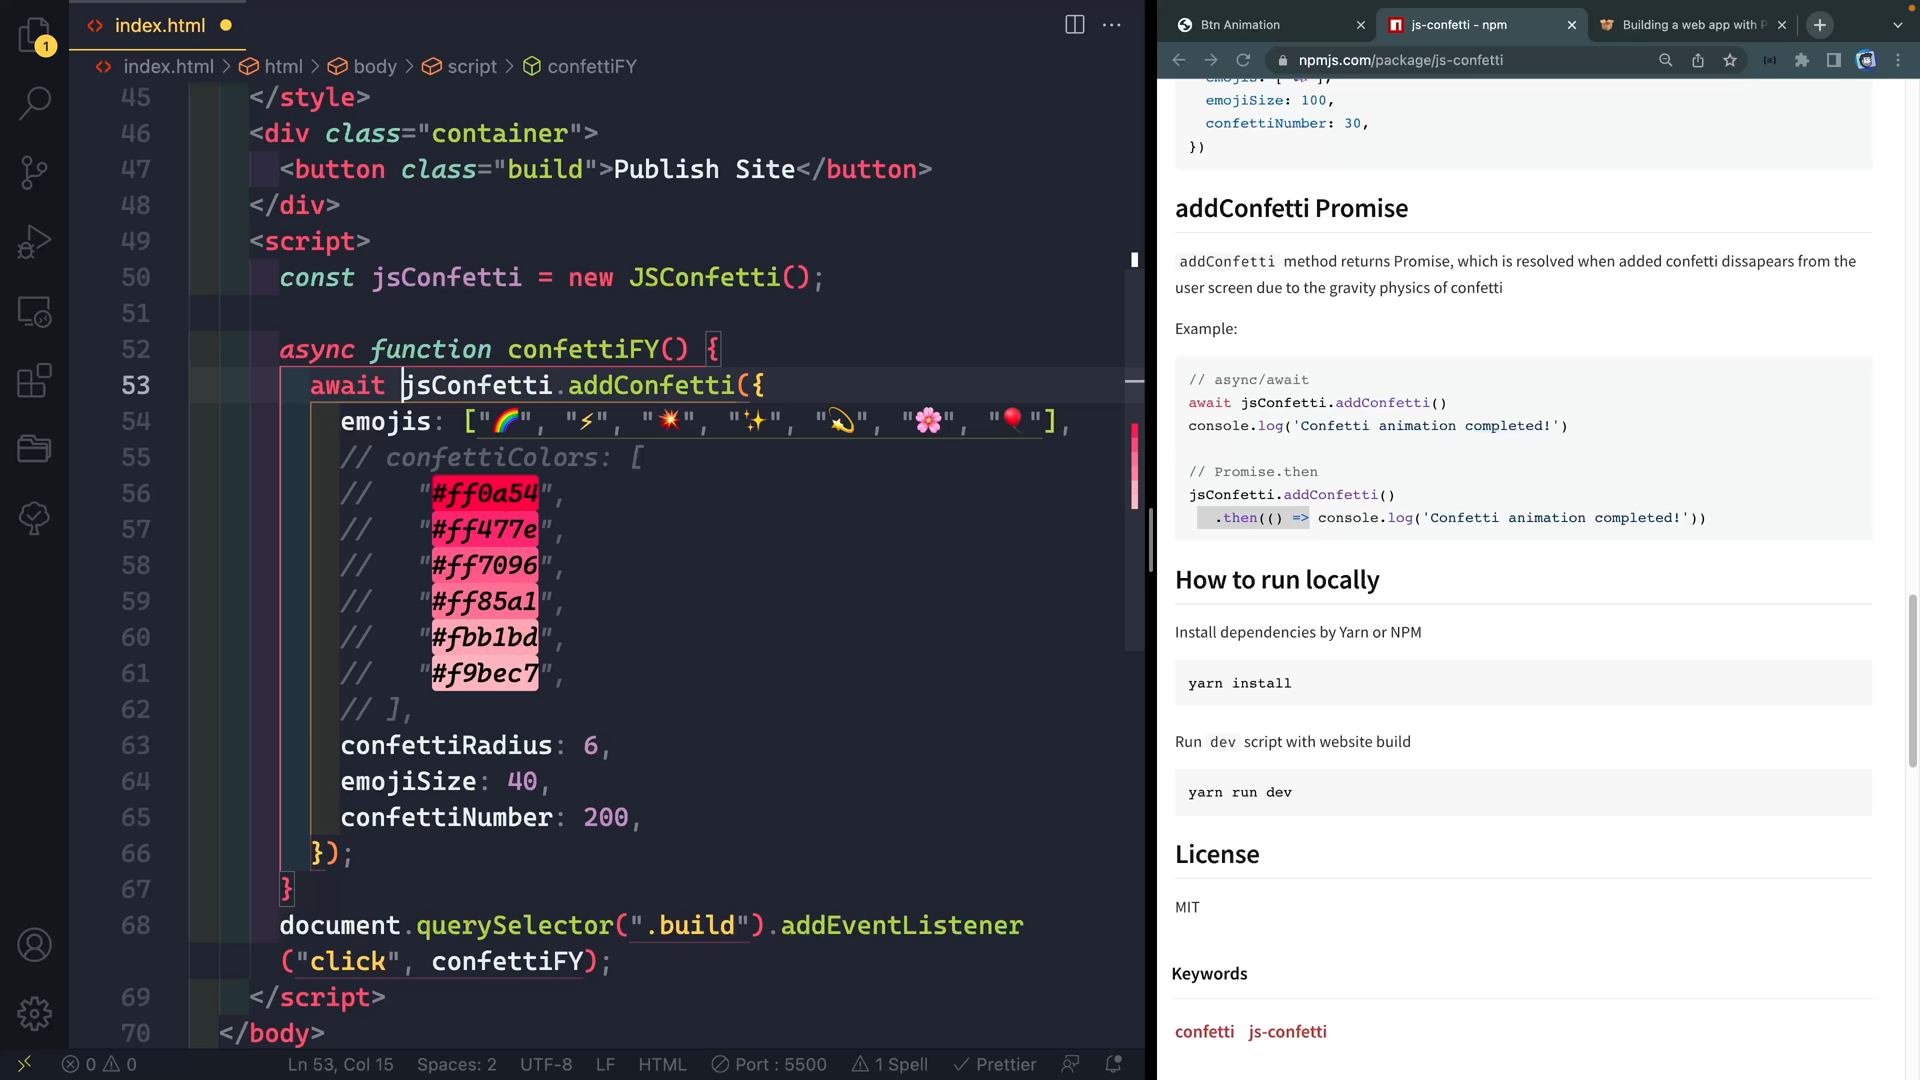 index.html
1
index.html > html > body > script > confettiFY
45 </style>
46 <div class="container">
47 <button class="build">Publish Site</button>
48 </div>
49 <script>
50 const jsConfetti = new JSConfetti();
51
52 async function confettiFY() {
53 await jsConfetti.addConfetti({
54 emojis: ["🌈", "⚡", "💥", "✨", "💫", "🌸", "🎈"],
55 // confettiColors: [
56 // "#ff0a54",
57 // "#ff477e",
58 // "#ff7096",
59 // "#ff85a1",
60 // "#fbb1bd",
61 // "#f9bec7",
62 // ],
63 confettiRadius: 6,
64 emojiSize: 40,
65 confettiNumber: 200,
66 });
67 }
68 document.querySelector(".build").addEventListener
("click", confettiFY);
69 </script>
70 </body>
0 0 Ln 53, Col 15 Spaces: 2 UTF-8 LF HTML Port : 5500 1 Spell Prettier
Btn Animation js-confetti - npm Building a web app with
npmjs.com/package/js-confetti
emojiSize: 100,
confettiNumber: 30,
})
addConfetti Promise
addConfetti method returns Promise, which is resolved when added confetti dissapears from the
user screen due to the gravity physics of confetti
Example:
// async/await
await jsConfetti.addConfetti()
console.log('Confetti animation completed!')
// Promise.then
jsConfetti.addConfetti()
.then(() => console.log('Confetti animation completed!'))
How to run locally
Install dependencies by Yarn or NPM
yarn install
Run dev script with website build
yarn run dev
License
MIT
Keywords
confetti js-confetti